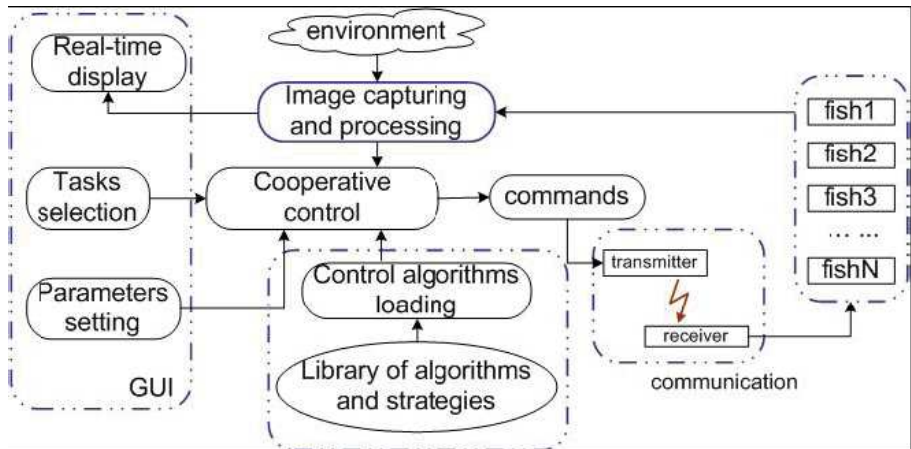 environment
Real-time
display
Image capturing
and processing
fish1
fish2
fish3
... ...
fishN
Tasks
selection
Cooperative
control
commands
transmitter
receiver
communication
Parameters
setting
GUI
Control algorithms
loading
Library of algorithms
and strategies